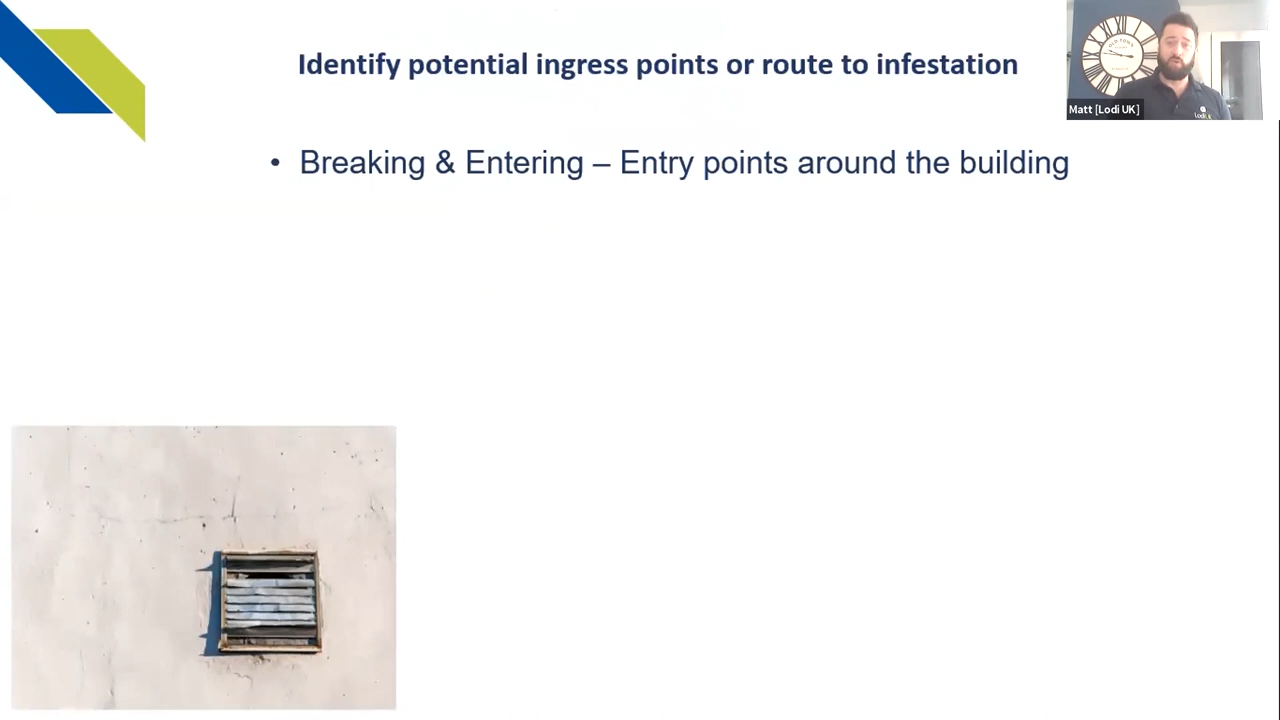 Identify potential ingress points or route to infestation
Matt [Lodi UK]
• Breaking & Entering – Entry points around the building